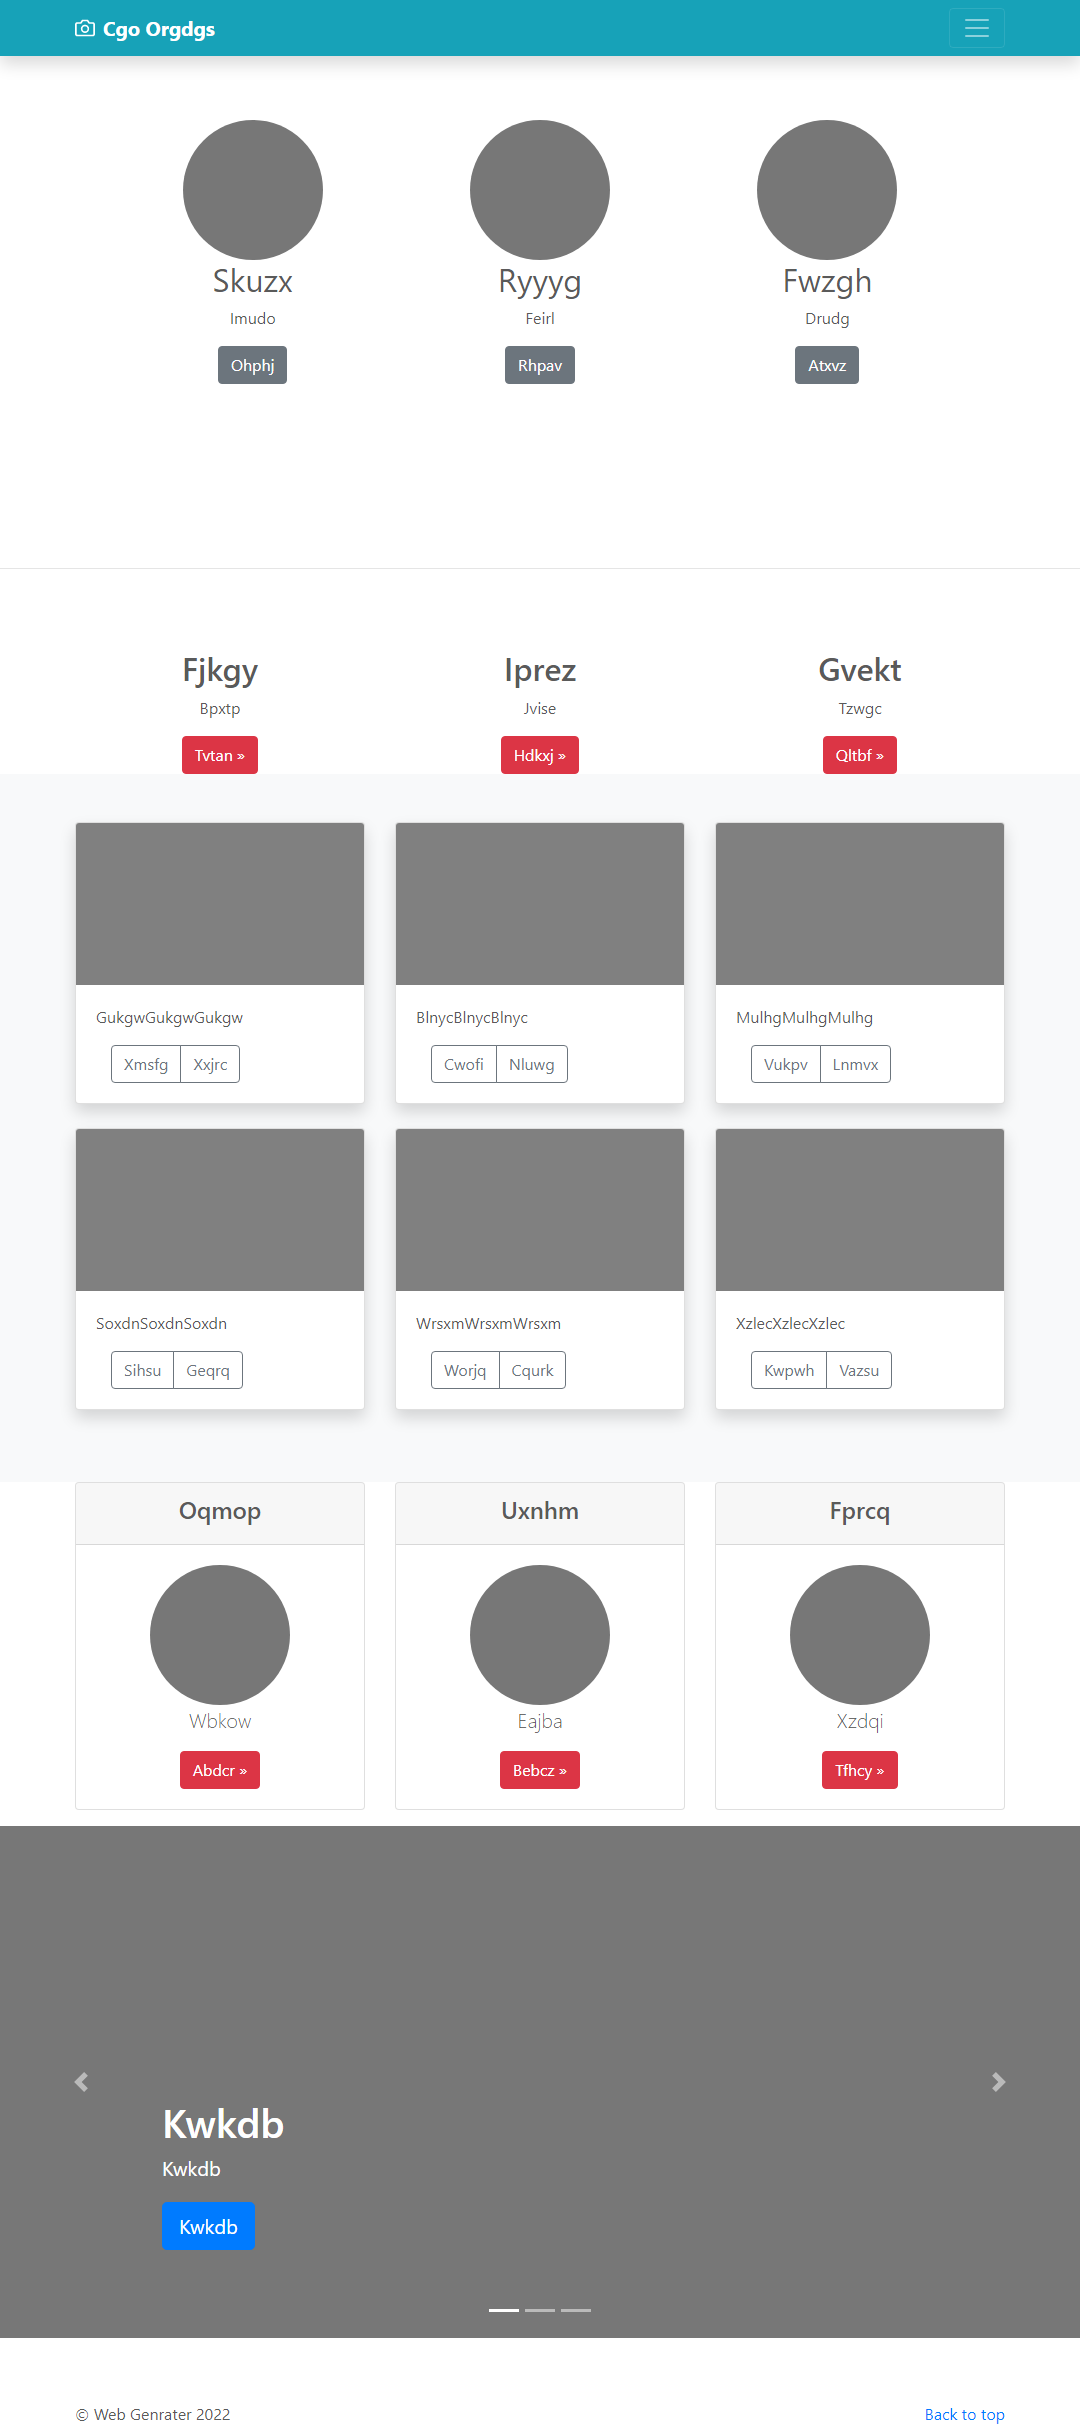 Cgo Orgdgs
Skuzx
Ryyyg
Fwzgh
Imudo
Feirl
Drudg
Ohphj
Rhpav
Atxvz
Fjkgy
Iprez
Gvekt
Bpxtp
Jvise
Tzwgc
Tvtan »
Hdkxj »
Qltbf »
GukgwGukgwGukgw
BlnycBlnycBlnyc
MulhgMulhgMulhg
Xmsfg Xxjrc
Cwofi Nluwg
Vukpv Lnmvx
SoxdnSoxdnSoxdn
WrsxmWrsxmWrsxm
XzlecXzlecXzlec
Sihsu Geqrq
Worjq Cqurk
Kwpwh Vazsu
Oqmop
Uxnhm
Fprcq
Wbkow
Eajba
Xzdqi
Abdcr »
Bebcz »
Tfhcy »
Kwkdb
Kwkdb
Kwkdb
© Web Genrater 2022
Back to top